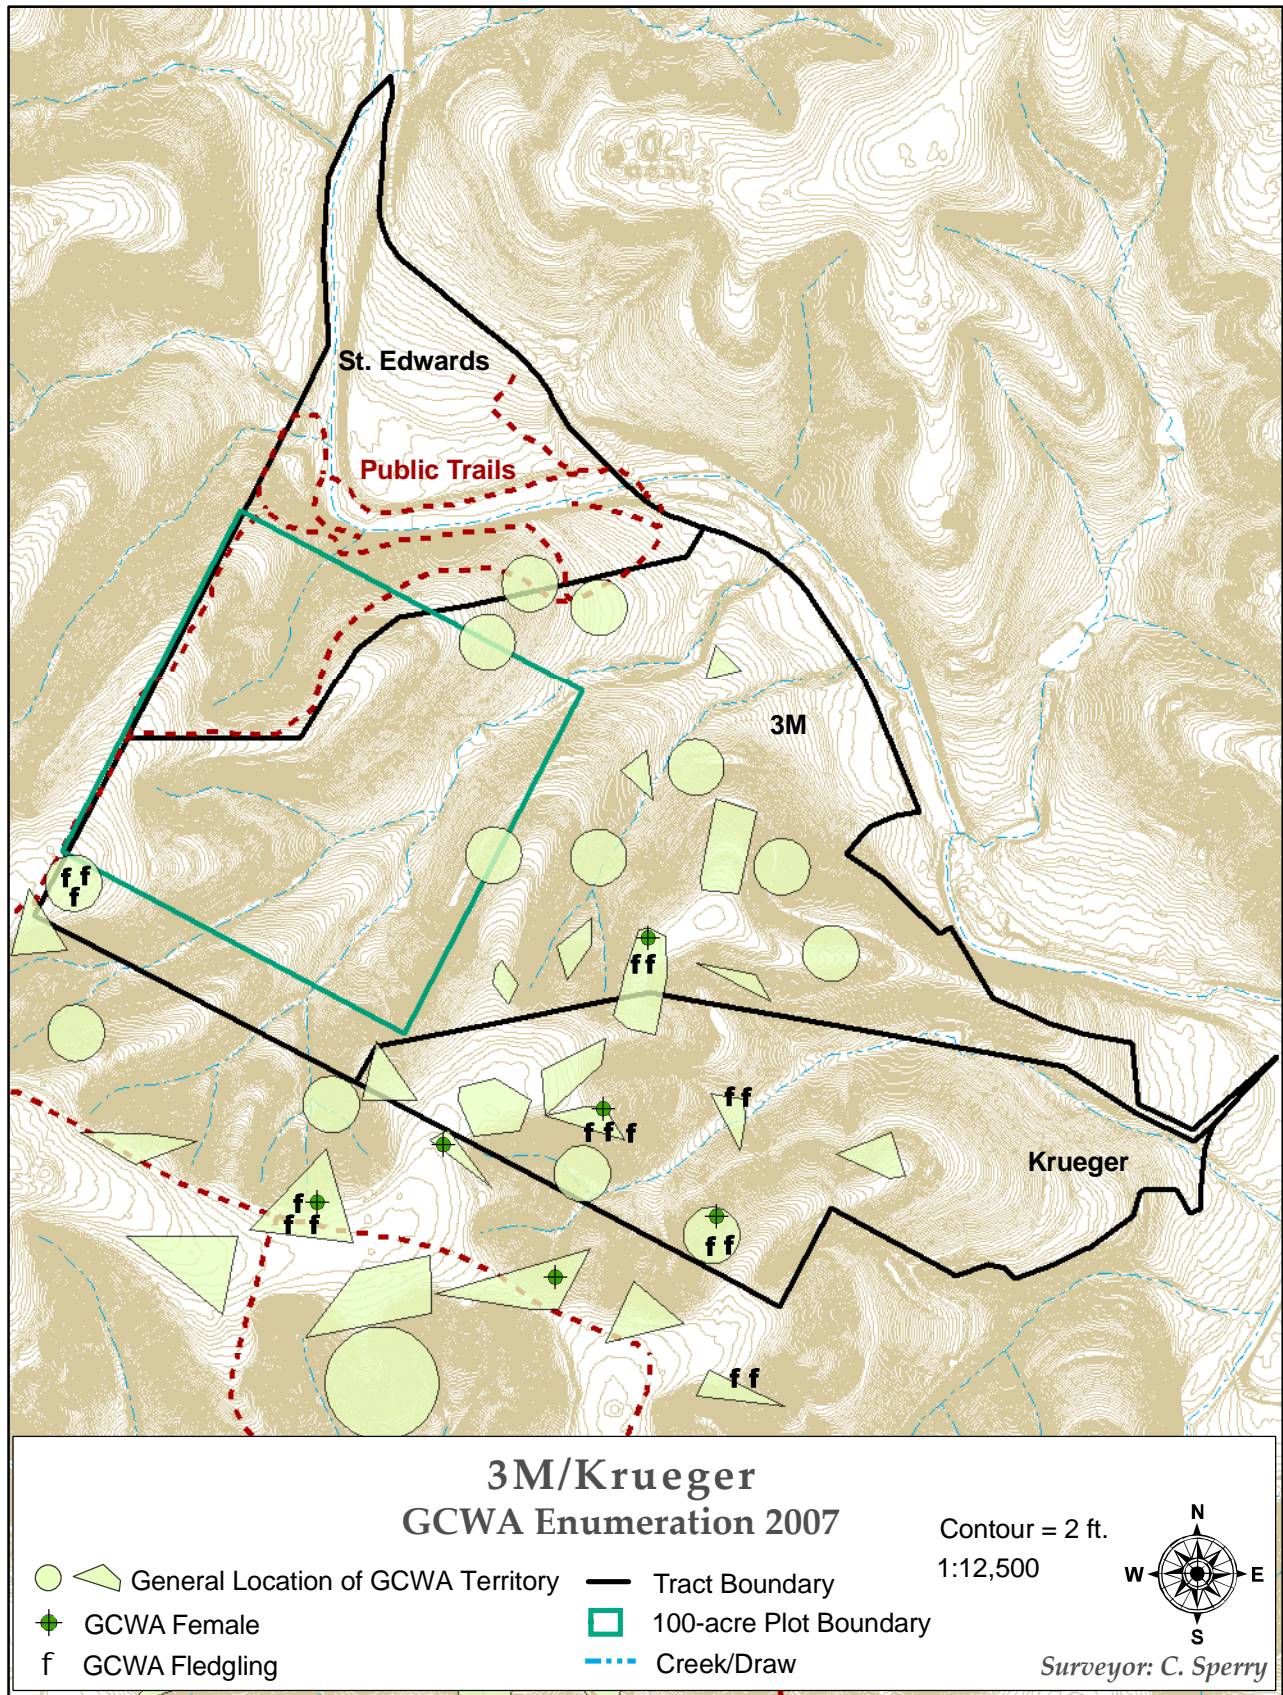 St. Edwards
Public Trails
3M
f f
f
f f
f f
f f f
Krueger
f
f f
f f
f f
3M/Krueger
GCWA Enumeration 2007
Contour = 2 ft.
1:12,500
N
W E
S
General Location of GCWA Territory
GCWA Female
f GCWA Fledgling
Tract Boundary
100-acre Plot Boundary
Creek/Draw
Surveyor: C. Sperry